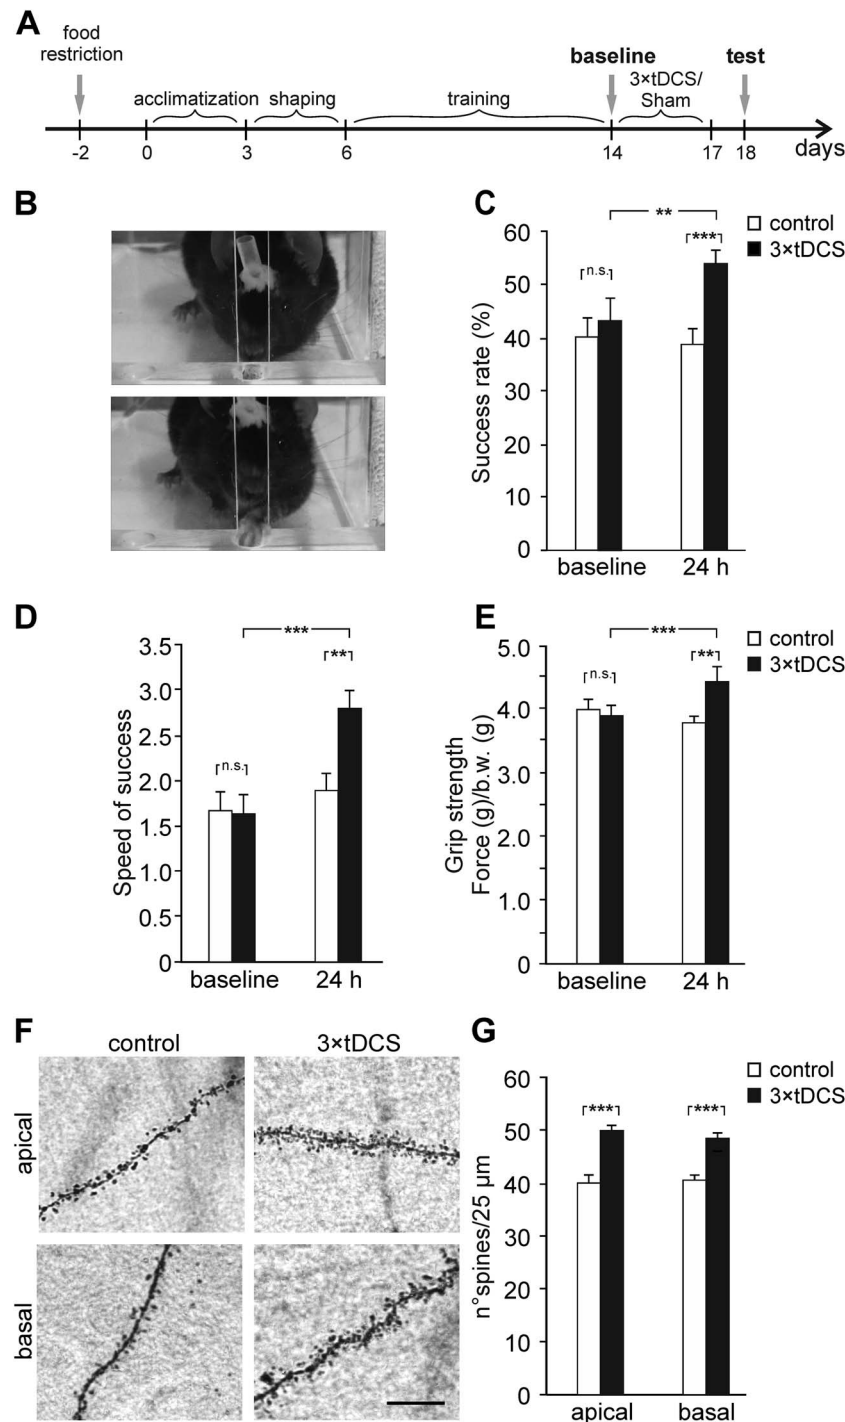 A
food
restriction
baseline
test
acclimatization
shaping
training
3×tDCS/
Sham
-2
0
3
6
14
17
18
days
B
C
control
3×tDCS
**
***
n.s.
60
50
40
30
20
10
0
Success rate (%)
baseline
24 h
D
***
**
n.s.
3.5
3.0
2.5
2.0
1.5
1.0
0.5
0
Speed of success
baseline
24 h
E
control
3×tDCS
***
**
n.s.
5.0
4.0
3.0
2.0
1.0
0
Grip strength
Force (g)/b.w. (g)
baseline
24 h
F
control
3×tDCS
apical
basal
G
control
3×tDCS
***
***
60
50
40
30
20
10
0
n°spines/25 µm
apical
basal